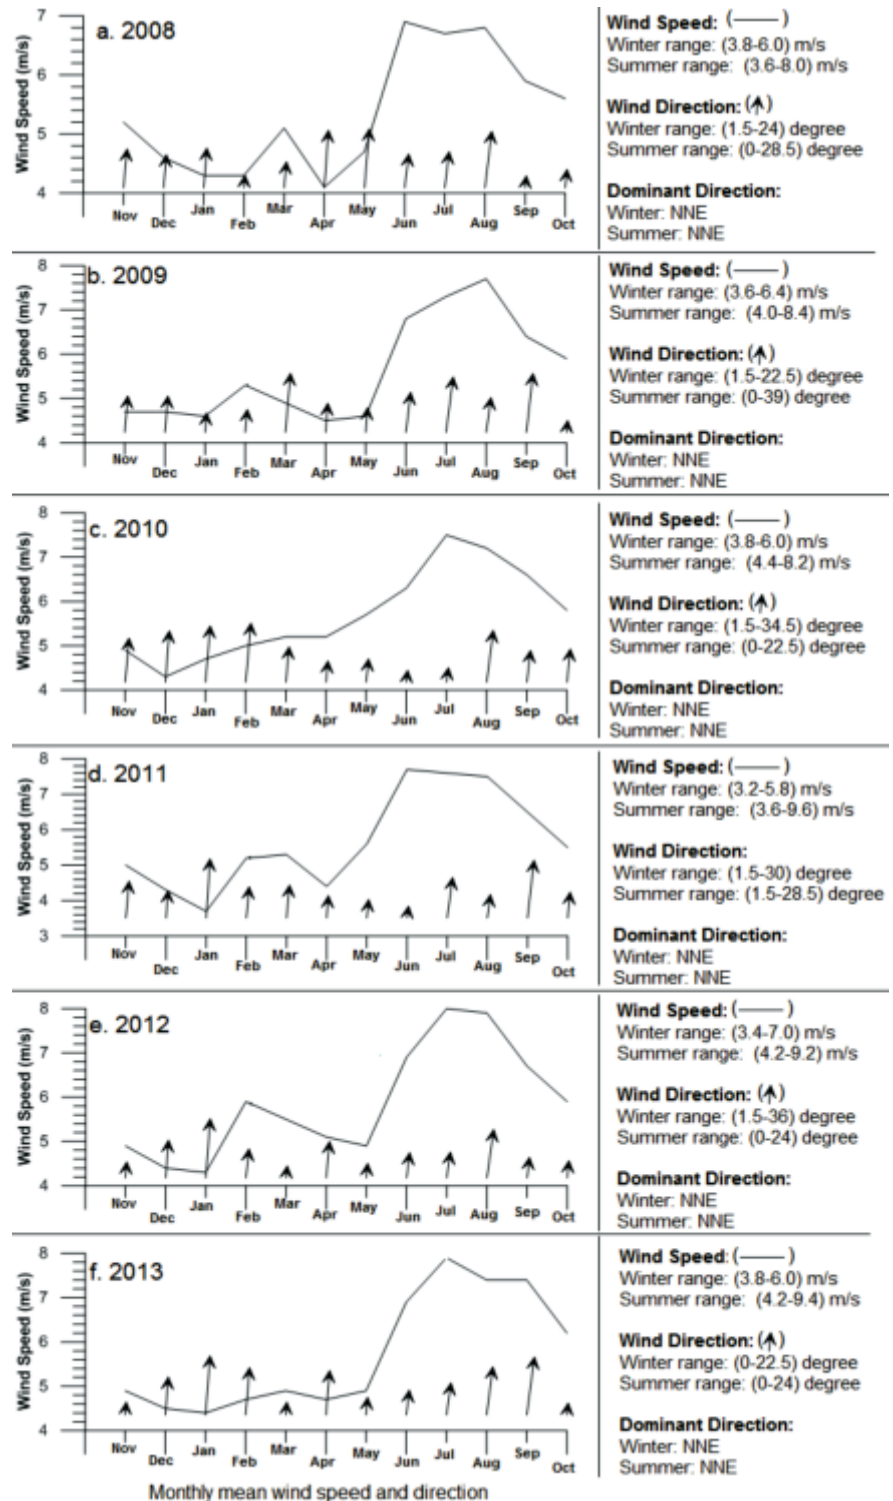 a. 2008
Wind Speed (m/s)
7
6
5
4
Nov Dec Jan Feb Mar Apr May Jun Jul Aug Sep Oct
Wind Speed: (——)
Winter range: (3.8-6.0) m/s
Summer range: (3.6-8.0) m/s
Wind Direction: (↑)
Winter range: (1.5-24) degree
Summer range: (0-28.5) degree
Dominant Direction:
Winter: NNE
Summer: NNE
b. 2009
Wind Speed (m/s)
8
7
6
5
4
Nov Dec Jan Feb Mar Apr May Jun Jul Aug Sep Oct
Wind Speed: (——)
Winter range: (3.6-6.4) m/s
Summer range: (4.0-8.4) m/s
Wind Direction: (↑)
Winter range: (1.5-22.5) degree
Summer range: (0-39) degree
Dominant Direction:
Winter: NNE
Summer: NNE
c. 2010
Wind Speed (m/s)
8
7
6
5
4
Nov Dec Jan Feb Mar Apr May Jun Jul Aug Sep Oct
Wind Speed: (——)
Winter range: (3.8-6.0) m/s
Summer range: (4.4-8.2) m/s
Wind Direction: (↑)
Winter range: (1.5-34.5) degree
Summer range: (0-22.5) degree
Dominant Direction:
Winter: NNE
Summer: NNE
d. 2011
Wind Speed (m/s)
8
7
6
5
4
3
Nov Dec Jan Feb Mar Apr May Jun Jul Aug Sep Oct
Wind Speed: (——)
Winter range: (3.2-5.8) m/s
Summer range: (3.6-9.6) m/s
Wind Direction:
Winter range: (1.5-30) degree
Summer range: (1.5-28.5) degree
Dominant Direction:
Winter: NNE
Summer: NNE
e. 2012
Wind Speed (m/s)
8
7
6
5
4
Nov Dec Jan Feb Mar Apr May Jun Jul Aug Sep Oct
Wind Speed: (——)
Winter range: (3.4-7.0) m/s
Summer range: (4.2-9.2) m/s
Wind Direction: (↑)
Winter range: (1.5-36) degree
Summer range: (0-24) degree
Dominant Direction:
Winter: NNE
Summer: NNE
f. 2013
Wind Speed (m/s)
8
7
6
5
4
Nov Dec Jan Feb Mar Apr May Jun Jul Aug Sep Oct
Wind Speed: (——)
Winter range: (3.8-6.0) m/s
Summer range: (4.2-9.4) m/s
Wind Direction: (↑)
Winter range: (0-22.5) degree
Summer range: (0-24) degree
Dominant Direction:
Winter: NNE
Summer: NNE
Monthly mean wind speed and direction